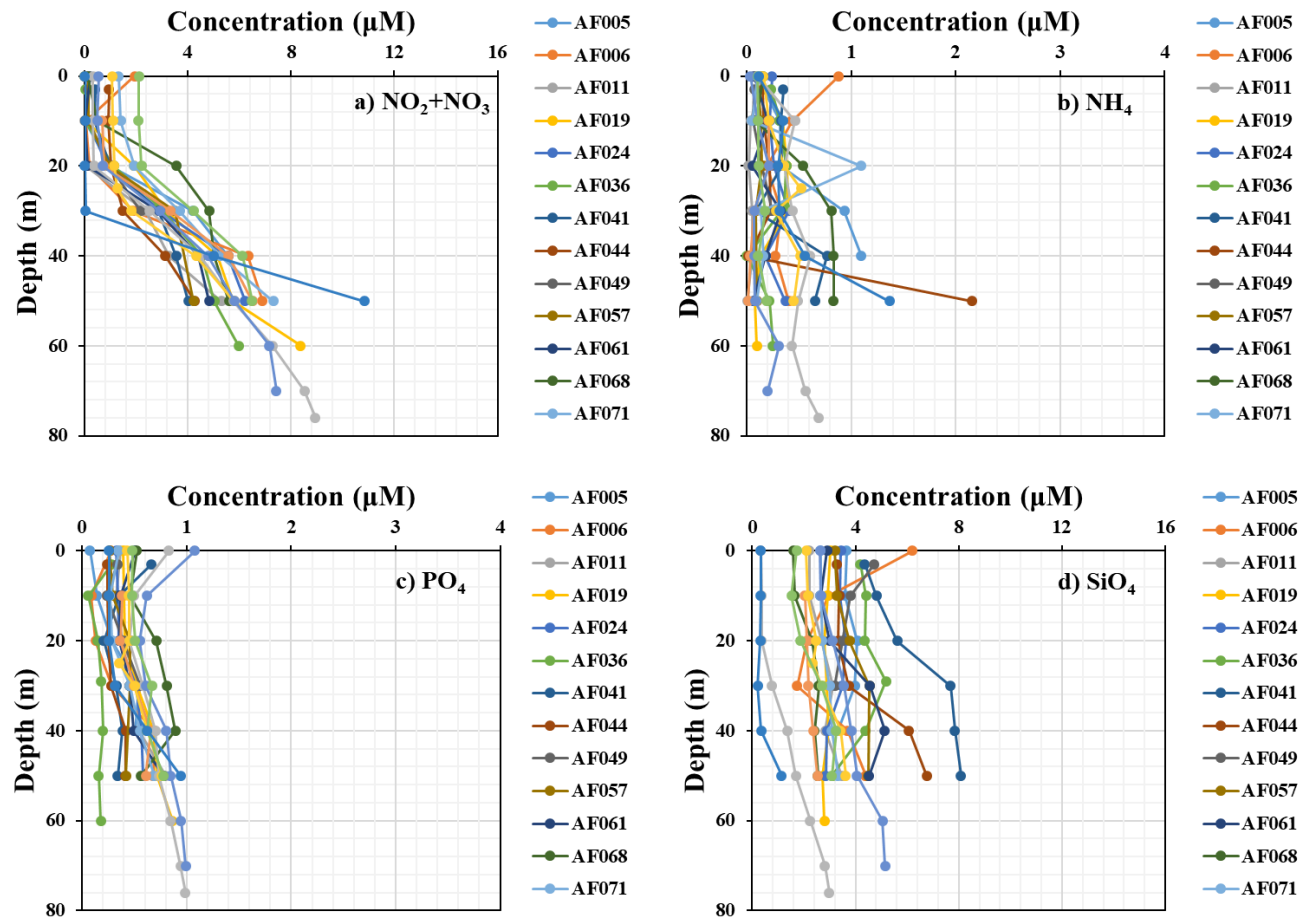 Concentration (µM)
0 4 8 12 16
0
20
40
60
80
Depth (m)
a) NO₂+NO₃
AF005
AF006
AF011
AF019
AF024
AF036
AF041
AF044
AF049
AF057
AF061
AF068
AF071
Concentration (µM)
0 1 2 3 4
0
20
40
60
80
Depth (m)
b) NH₄
AF005
AF006
AF011
AF019
AF024
AF036
AF041
AF044
AF049
AF057
AF061
AF068
AF071
Concentration (µM)
0 1 2 3 4
0
20
40
60
80
Depth (m)
c) PO₄
AF005
AF006
AF011
AF019
AF024
AF036
AF041
AF044
AF049
AF057
AF061
AF068
AF071
Concentration (µM)
0 4 8 12 16
0
20
40
60
80
Depth (m)
d) SiO₄
AF005
AF006
AF011
AF019
AF024
AF036
AF041
AF044
AF049
AF057
AF061
AF068
AF071